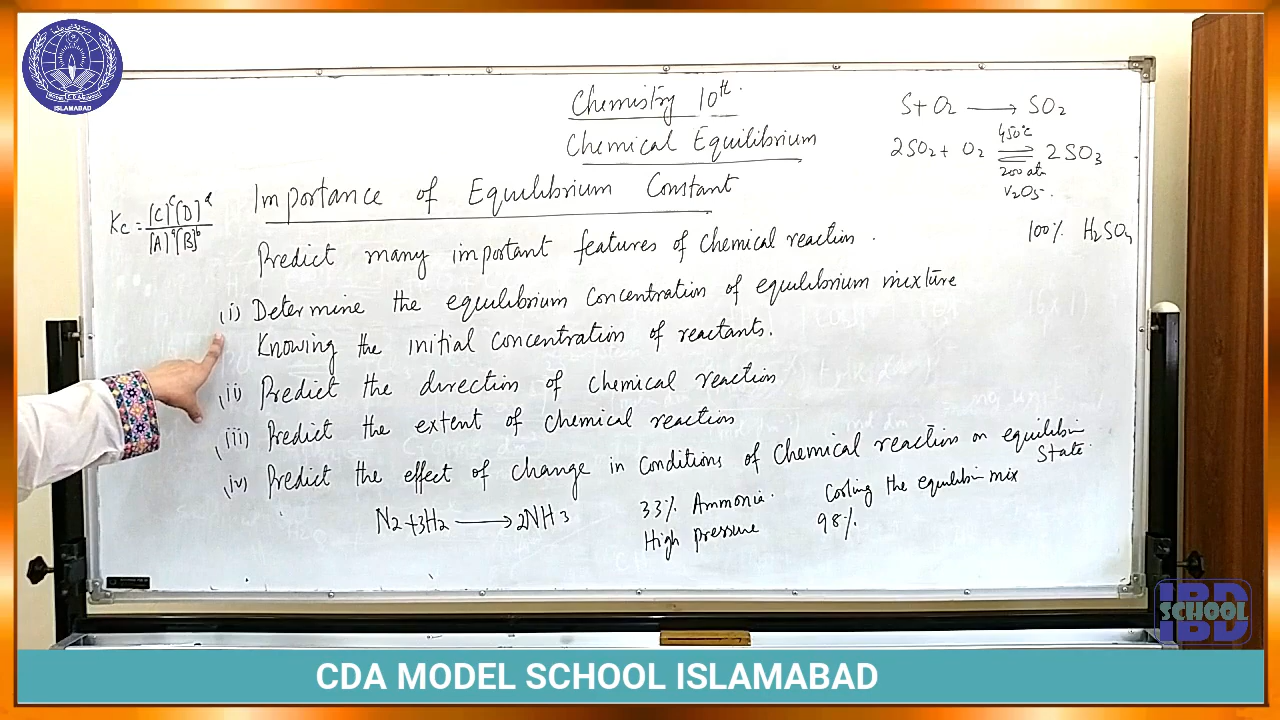 ISLAMABAD
Chemistry 10th.
Chemical Equilibrium
S + O2 ⟶ SO2
450°C
2SO2 + O2 ⇌ 2SO3
200 atm
V2O5.
100% H2SO4
Importance of Equilibrium Constant
Kc = [C]^c [D]^d / [A]^a [B]^b
Predict many important features of chemical reaction.
(i) Determine the equilibrium concentration of equilibrium mixture
Knowing the initial concentration of reactants.
(ii) Predict the direction of chemical reaction
(iii) Predict the extent of chemical reaction
(iv) Predict the effect of change in conditions of chemical reaction on equilibrium
State.
N2 + 3H2 ⟶ 2NH3
33% Ammonia.
High pressure
Cooling the equilibrium mix
98%
IBD
SCHOOL
CDA MODEL SCHOOL ISLAMABAD